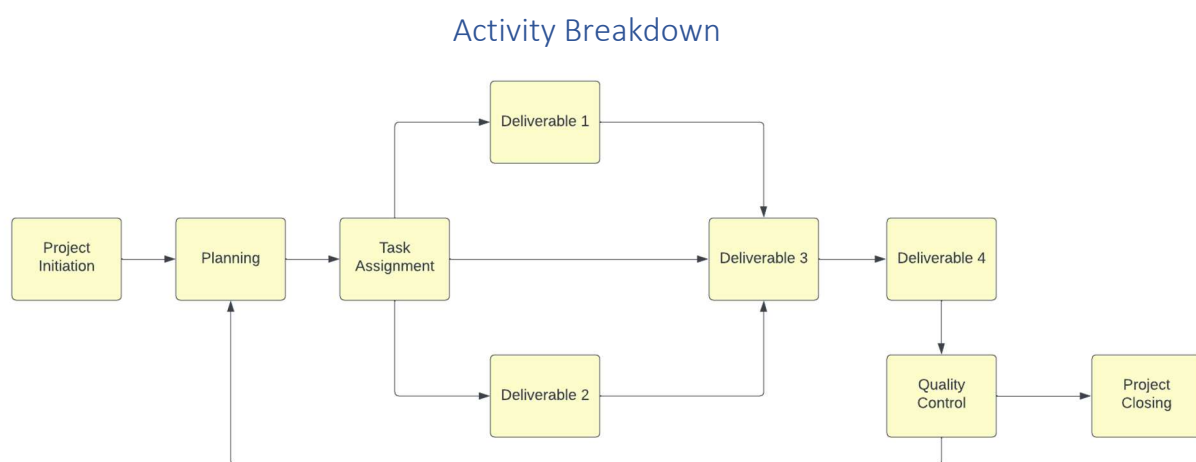 Activity Breakdown
Deliverable 1
Project
Initiation
Planning
Task
Assignment
Deliverable 3
Deliverable 4
Deliverable 2
Quality
Control
Project
Closing